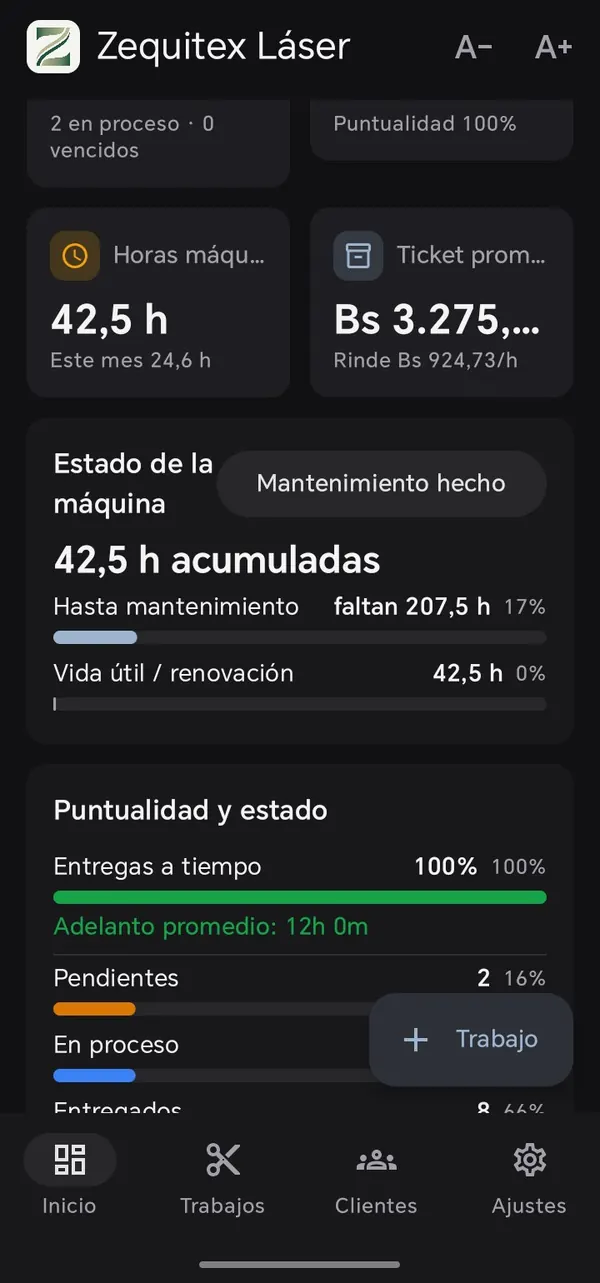 Zequitex Láser
A−
A+
2 en proceso · 0
vencidos
Puntualidad 100%
Horas máqu...
42,5 h
Este mes 24,6 h
Ticket prom...
Bs 3.275,...
Rinde Bs 924,73/h
Estado de la
máquina
Mantenimiento hecho
42,5 h acumuladas
Hasta mantenimiento faltan 207,5 h 17%
Vida útil / renovación 42,5 h 0%
Puntualidad y estado
Entregas a tiempo 100% 100%
Adelanto promedio: 12h 0m
Pendientes 2 16%
En proceso
+ Trabajo
Entregados 8 66%
Inicio
Trabajos
Clientes
Ajustes